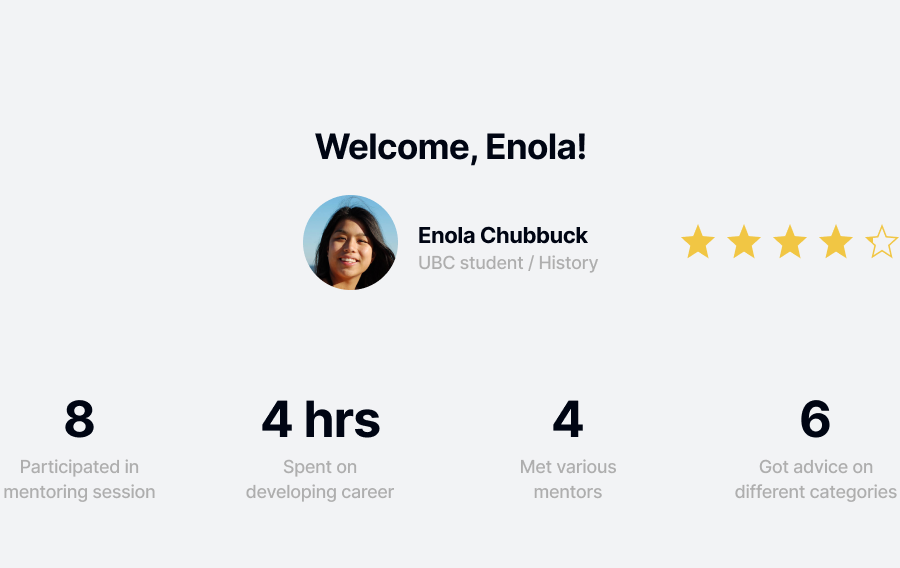 Welcome, Enola!
Enola Chubbuck
UBC student / History
8
Participated in
mentoring session
4 hrs
Spent on
developing career
4
Met various
mentors
6
Got advice on
different categories